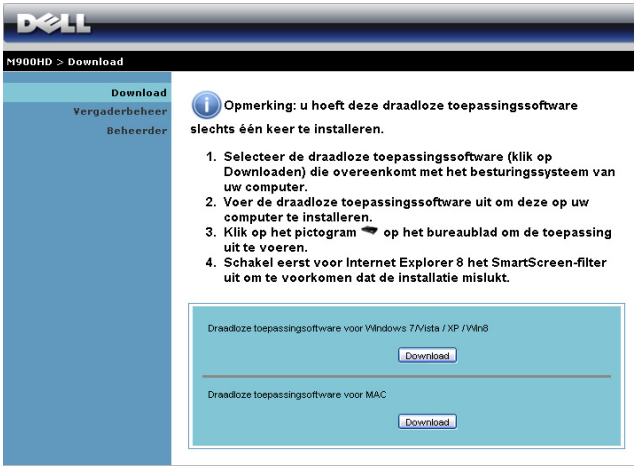 DELL
M900HD > Download
Download
Vergaderbeheer
Beheerder
Opmerking: u hoeft deze draadloze toepassingssoftware
slechts één keer te installeren.
1. Selecteer de draadloze toepassingssoftware (klik op
Downloaden) die overeenkomt met het besturingssysteem van
uw computer.
2. Voer de draadloze toepassingssoftware uit om deze op uw
computer te installeren.
3. Klik op het pictogram op het bureaublad om de toepassing
uit te voeren.
4. Schakel eerst voor Internet Explorer 8 het SmartScreen-filter
uit om te voorkomen dat de installatie mislukt.
Draadloze toepassingsoftware voor Windows 7/Vista / XP / Win8
Download
Draadloze toepassingsoftware voor MAC
Download